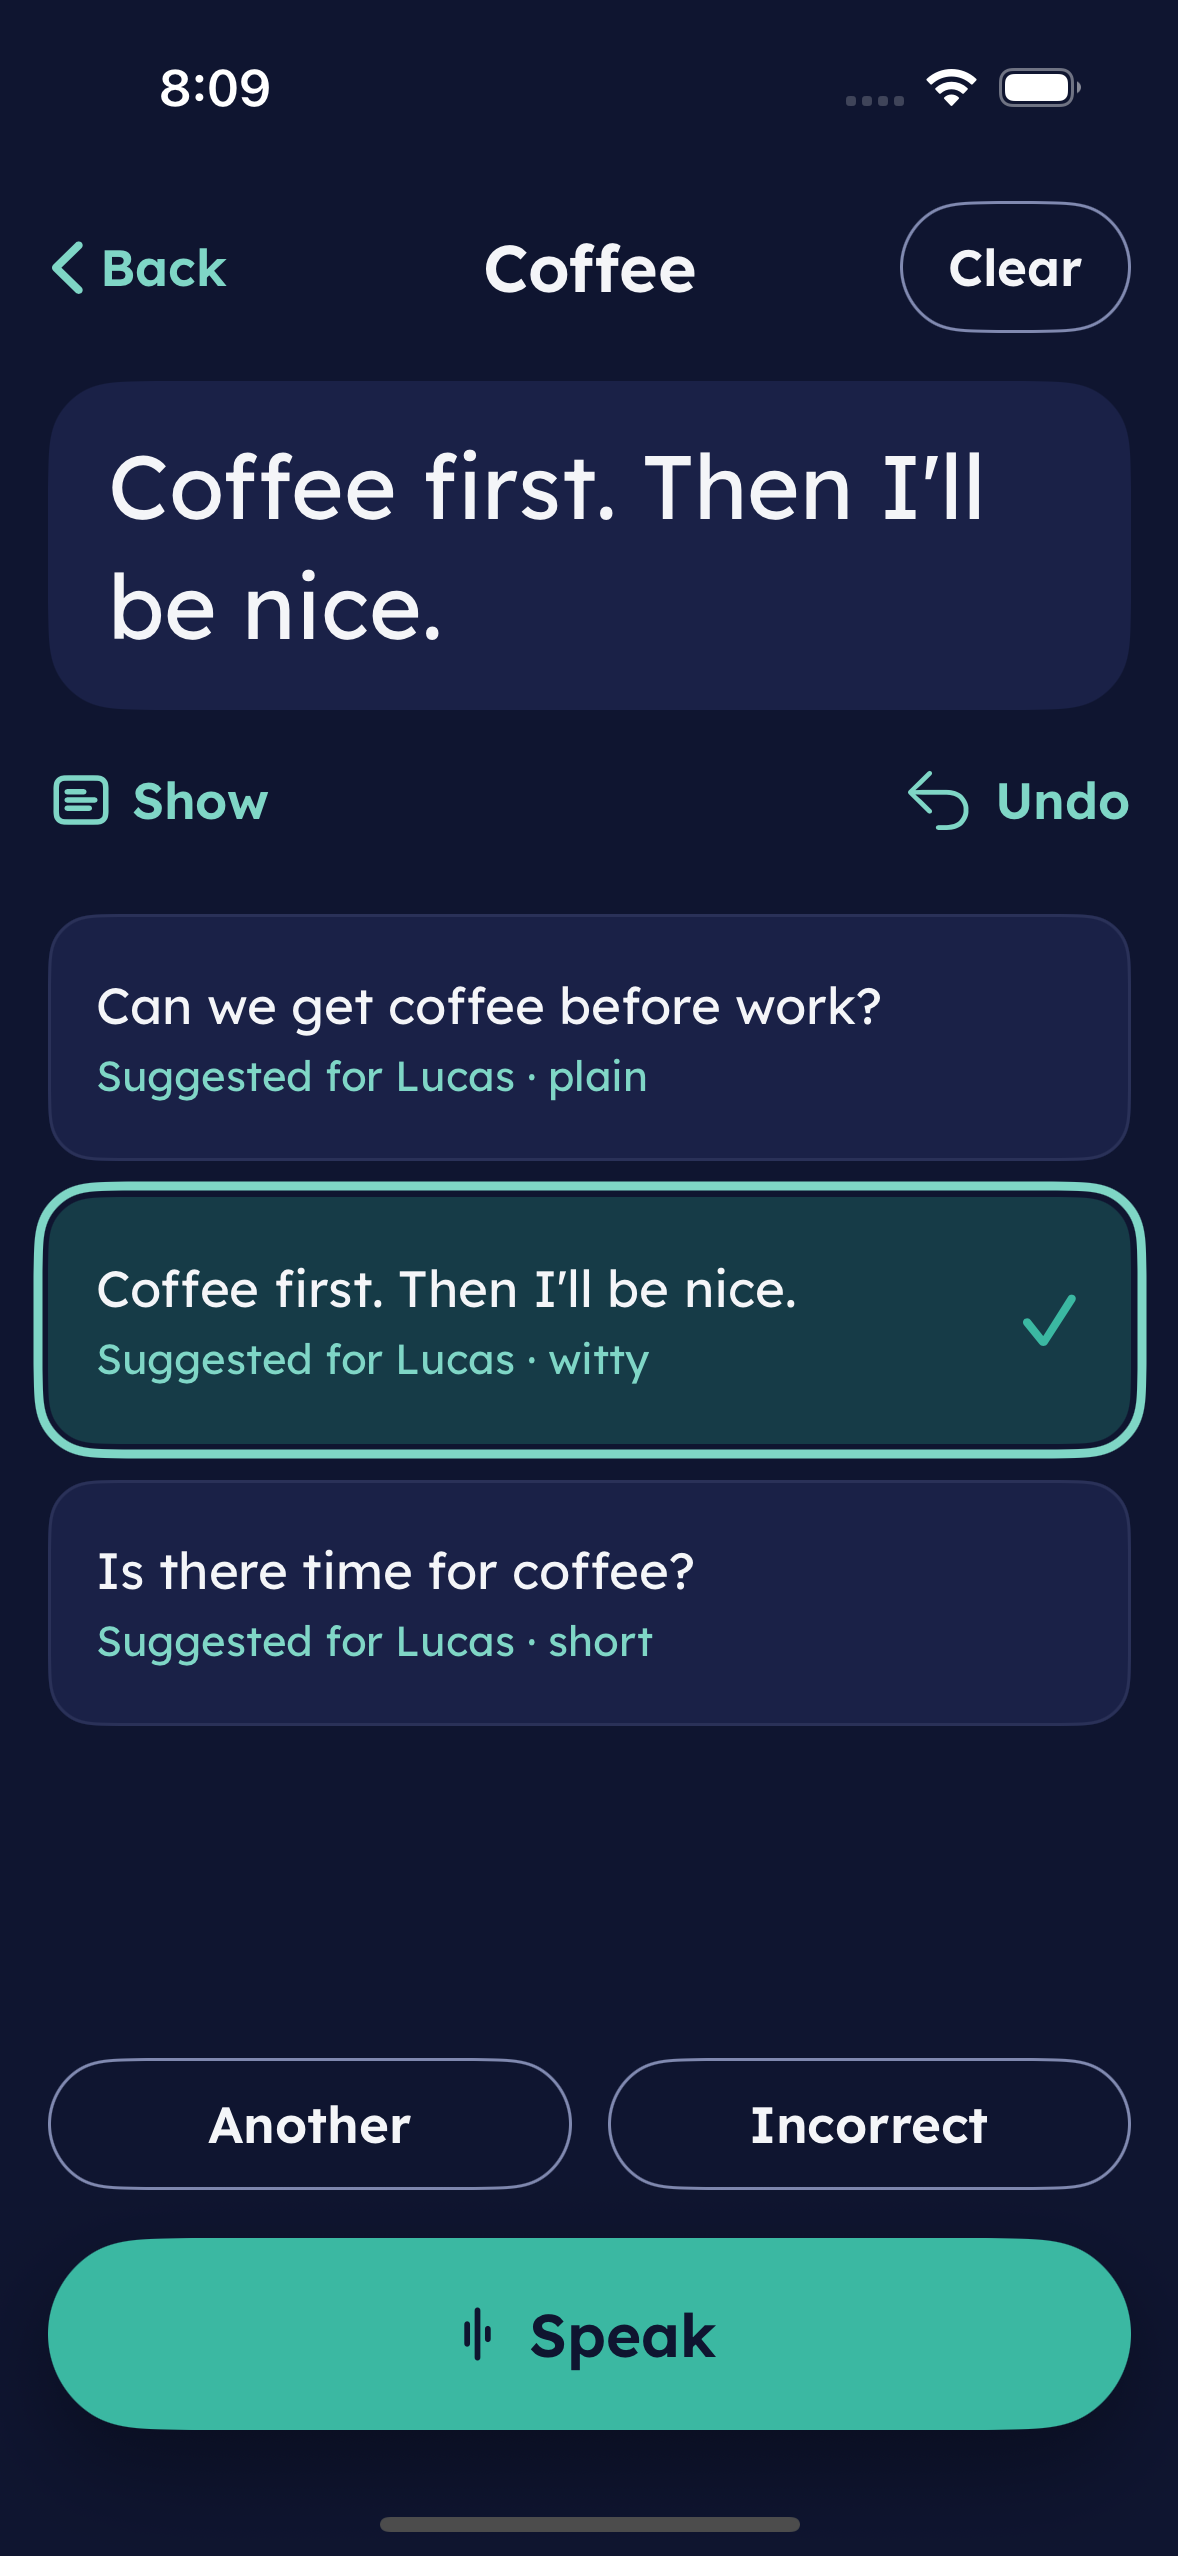 8:09
Back
Coffee
Clear
Coffee first. Then I'll
be nice.
Show
Undo
Can we get coffee before work?
Suggested for Lucas · plain
Coffee first. Then I'll be nice.
Suggested for Lucas · witty
Is there time for coffee?
Suggested for Lucas · short
Another
Incorrect
Speak